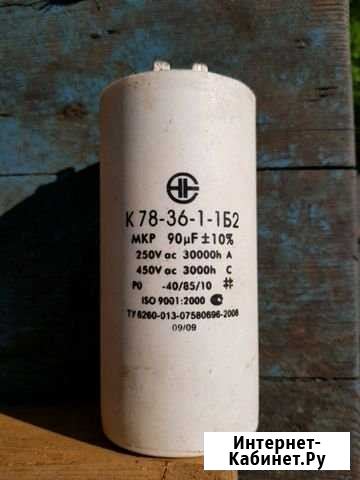 К 78-36-1-1Б2
МКР 90µF ±10%
250V ac 30000h A
450V ac 3000h C
P0 -40/85/10 #
ISO 9001:2000
ТУ 6260-013-07580696-2008
09/09
Интернет-
Кабинет.Ру